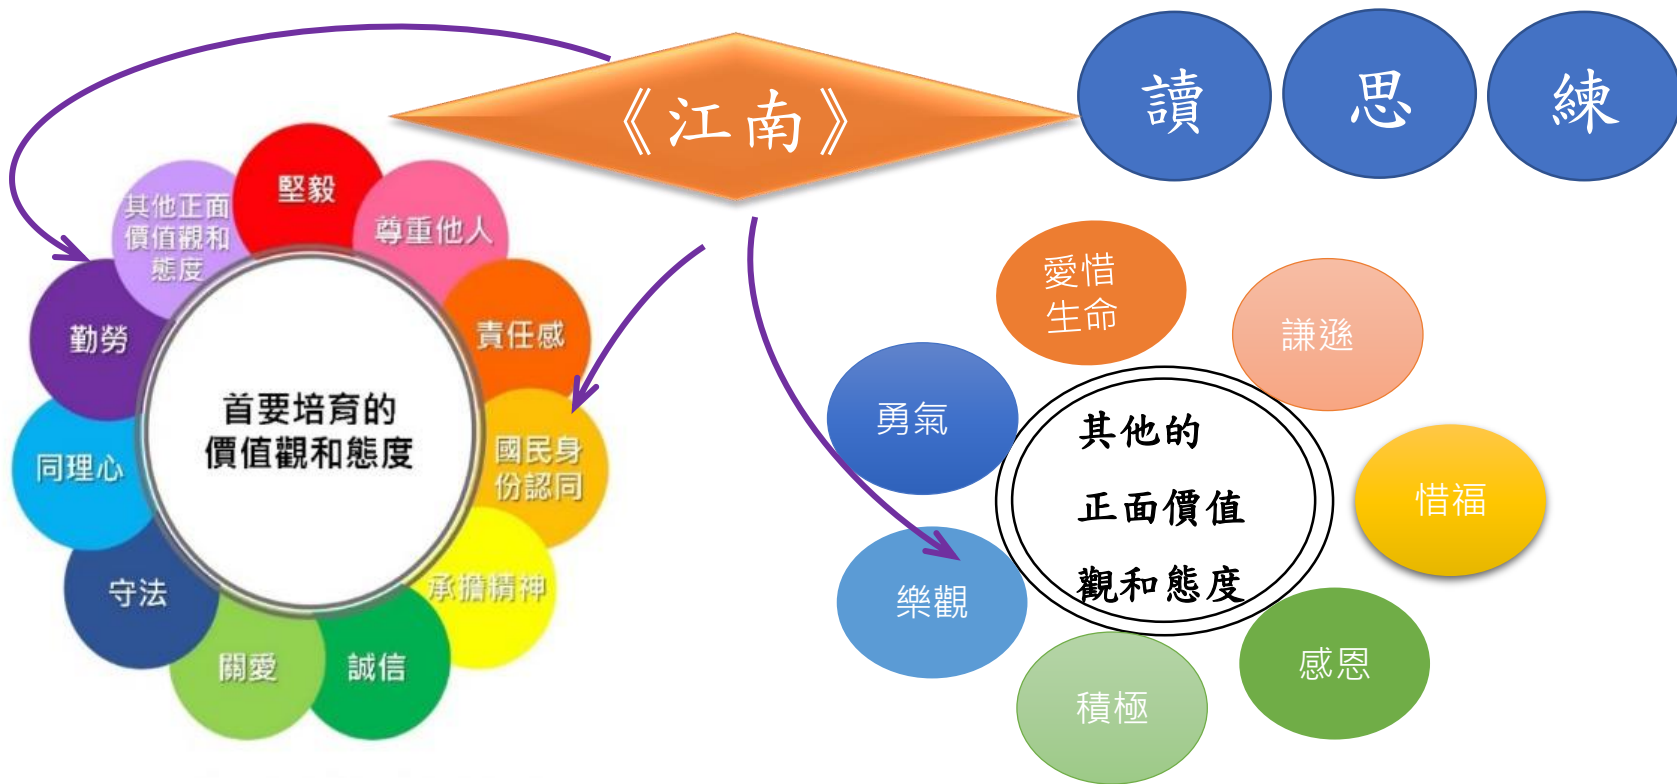 《江南》
讀
思
練
堅毅
尊重他人
責任感
國民身
份認同
承擔精神
誠信
關愛
守法
同理心
勤勞
其他正面
價值觀和
態度
首要培育的
價值觀和態度
愛惜
生命
謙遜
惜福
感恩
積極
樂觀
勇氣
其他的
正面價值
觀和態度